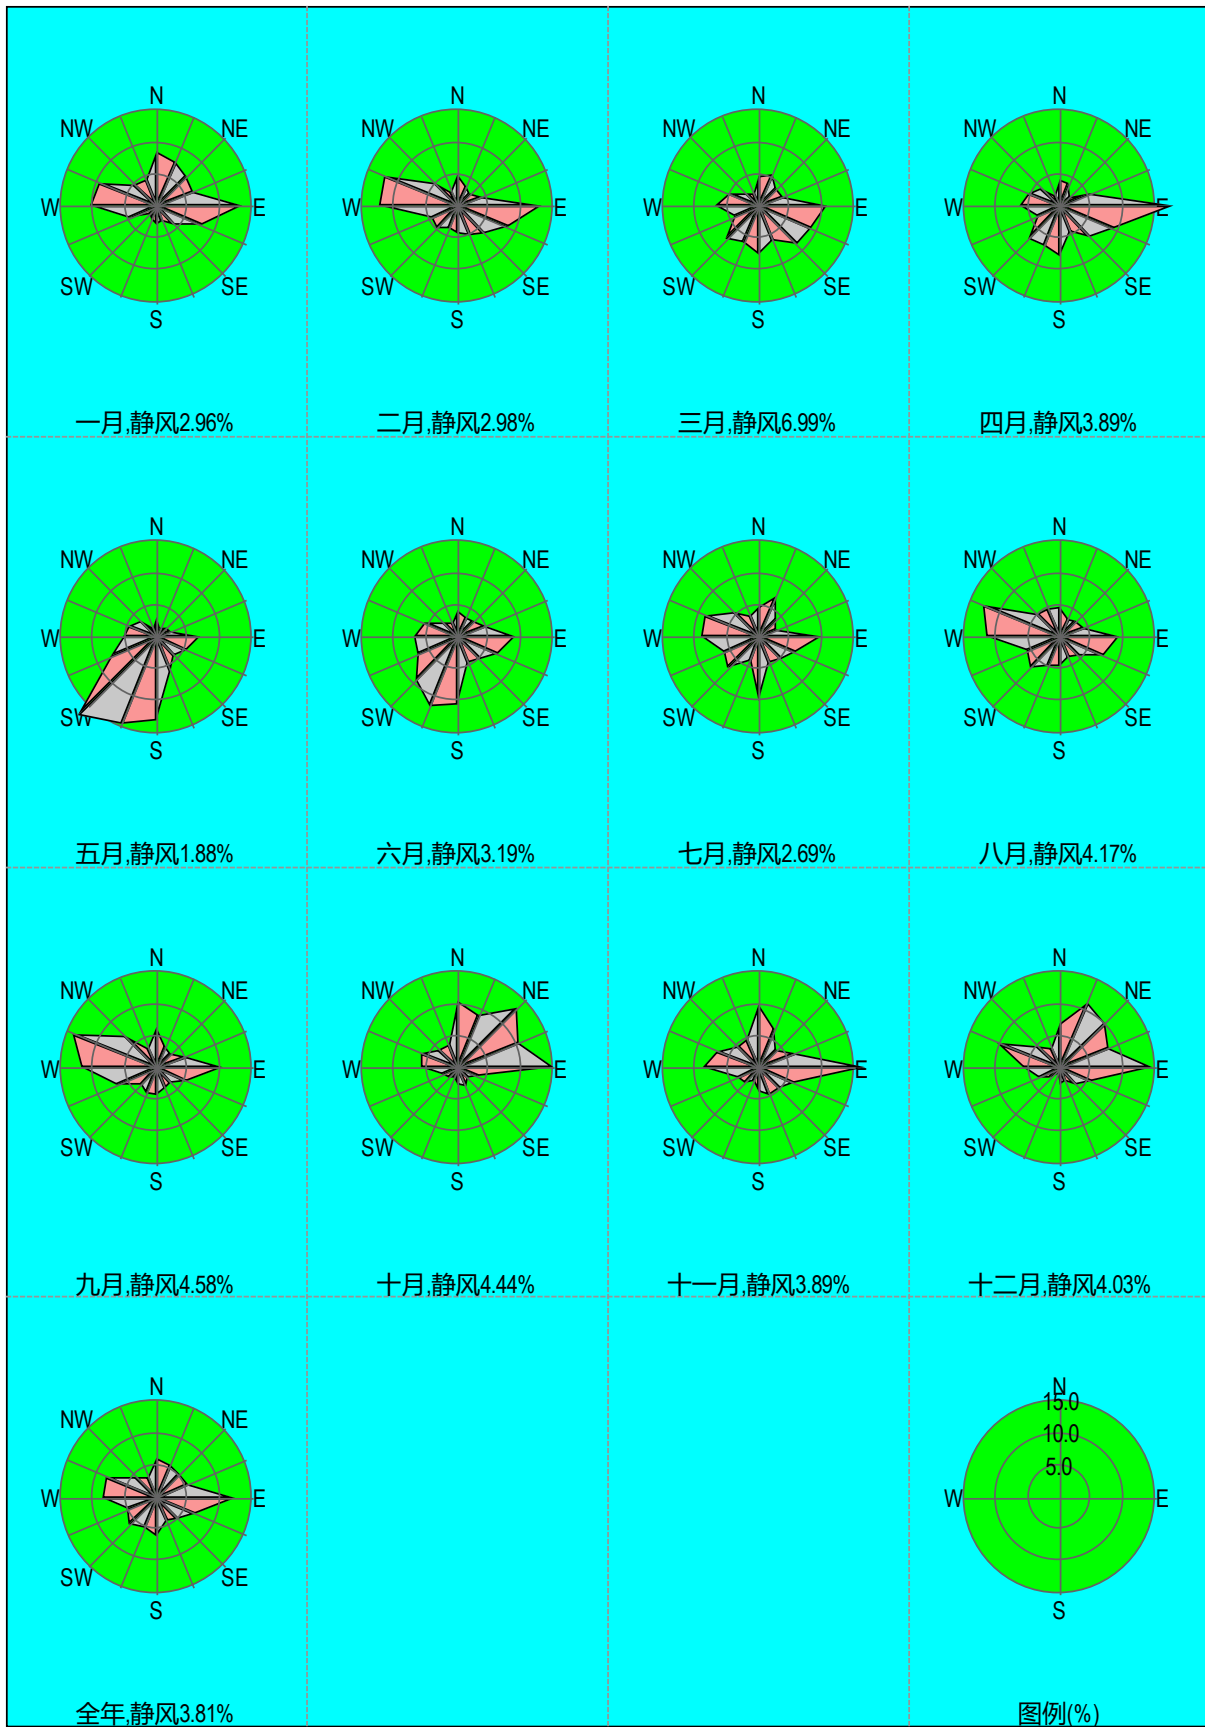 N
NW NE
W E
SW SE
S
一月,静风2.96%
N
NW NE
W E
SW SE
S
二月,静风2.98%
N
NW NE
W E
SW SE
S
三月,静风6.99%
N
NW NE
W E
SW SE
S
四月,静风3.89%
N
NW NE
W E
SW SE
S
五月,静风1.88%
N
NW NE
W E
SW SE
S
六月,静风3.19%
N
NW NE
W E
SW SE
S
七月,静风2.69%
N
NW NE
W E
SW SE
S
八月,静风4.17%
N
NW NE
W E
SW SE
S
九月,静风4.58%
N
NW NE
W E
SW SE
S
十月,静风4.44%
N
NW NE
W E
SW SE
S
十一月,静风3.89%
N
NW NE
W E
SW SE
S
十二月,静风4.03%
N
NW NE
W E
SW SE
S
全年,静风3.81%
N
15.0
10.0
5.0
W E
S
图例(%)